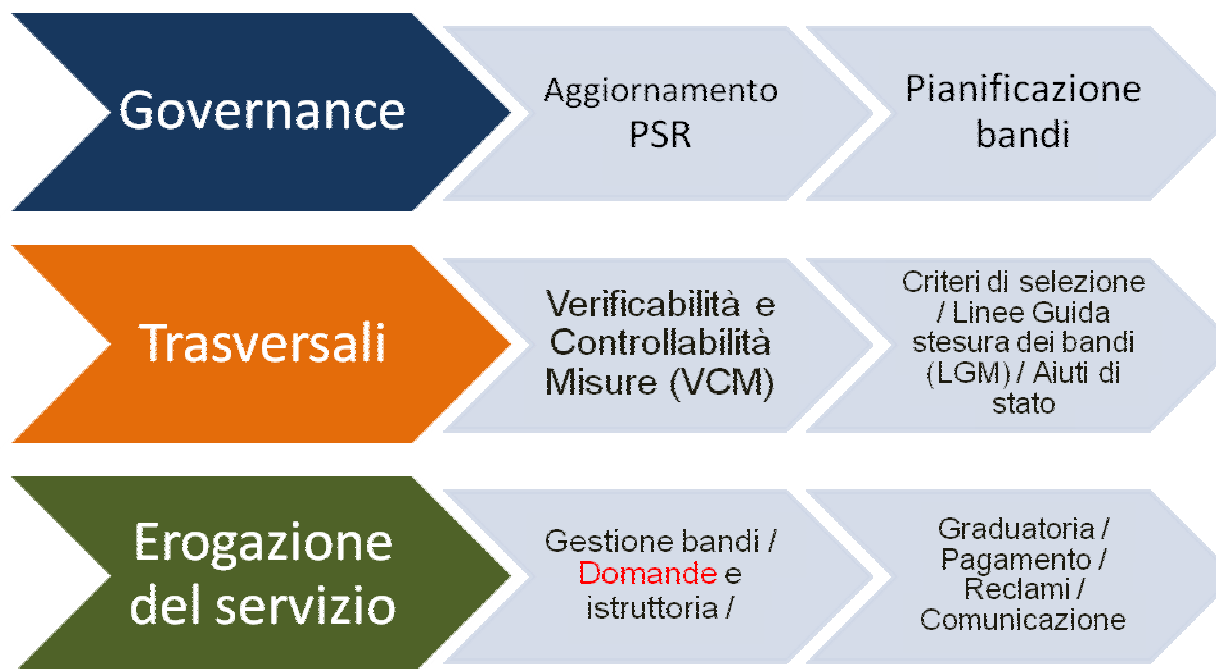 Governance
Aggiornamento
PSR
Pianificazione
bandi
Trasversali
Verificabilità e
Controllabilità
Misure (VCM)
Criteri di selezione
/ Linee Guida
stesura dei bandi
(LGM) / Aiuti di
stato
Erogazione
del servizio
Gestione bandi /
Domande e
istruttoria /
Graduatoria /
Pagamento /
Reclami /
Comunicazione